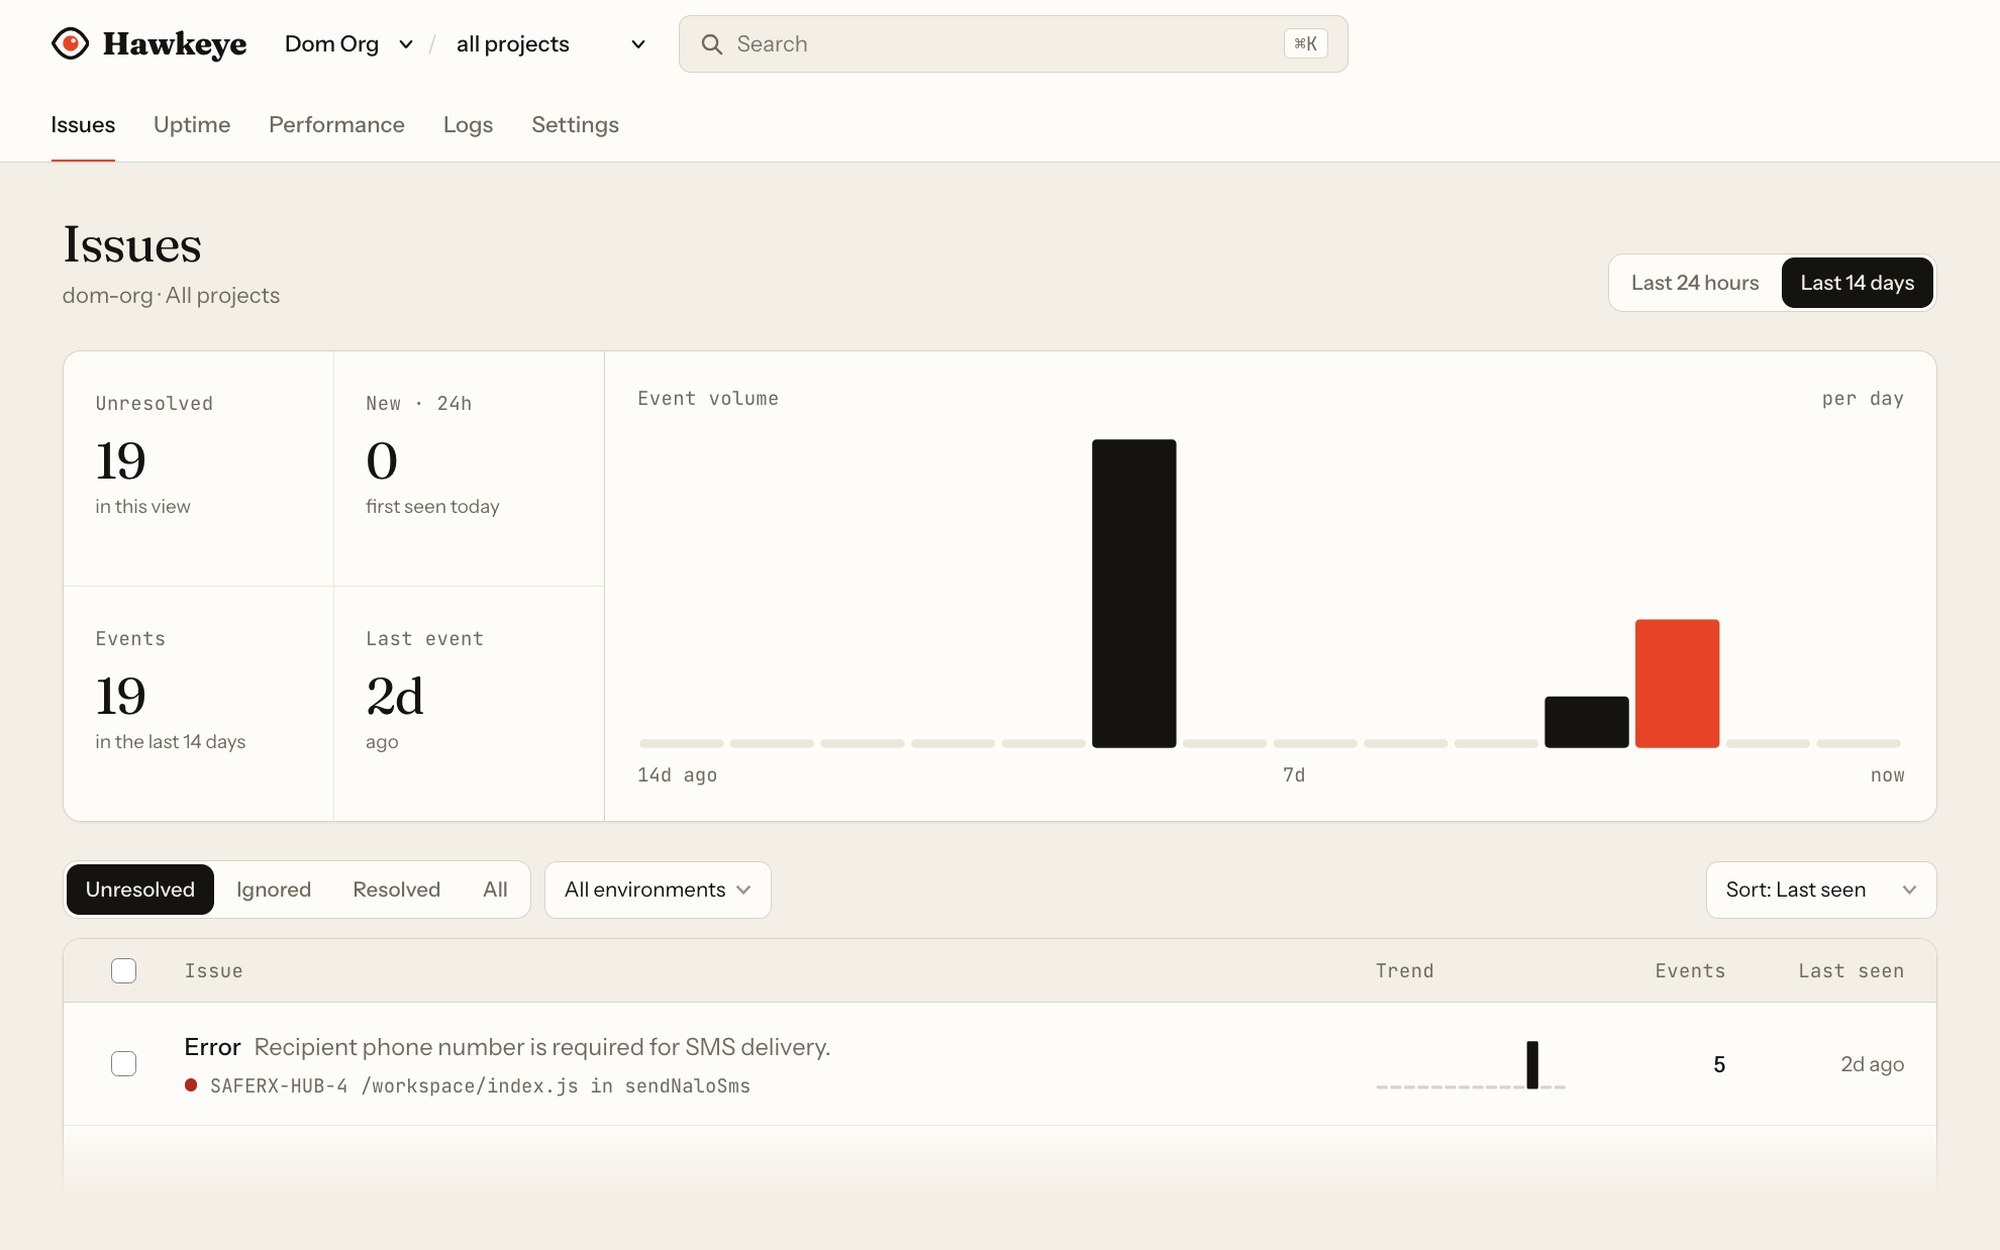 Hawkeye Dom Org / all projects Search ⌘K
Issues Uptime Performance Logs Settings
Issues
dom-org · All projects
Last 24 hours Last 14 days
Unresolved
19
in this view
New · 24h
0
first seen today
Events
19
in the last 14 days
Last event
2d
ago
Event volume per day
14d ago 7d now
Unresolved Ignored Resolved All All environments Sort: Last seen
Issue Trend Events Last seen
Error Recipient phone number is required for SMS delivery.
SAFERX-HUB-4 /workspace/index.js in sendNaloSms
5 2d ago